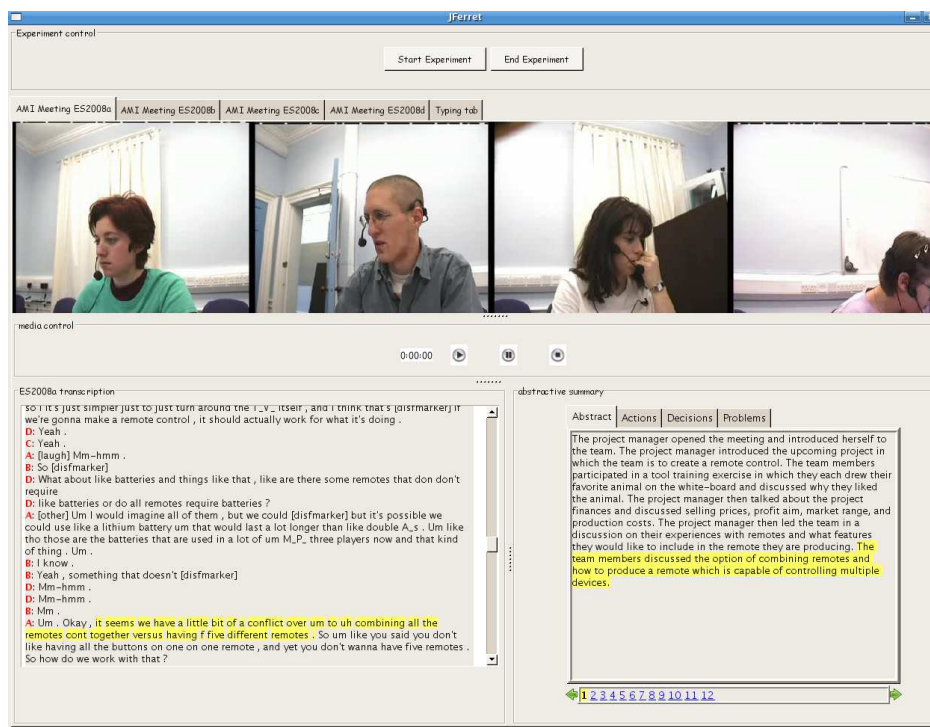 JFerret
Experiment control
Start Experiment End Experiment
AMI Meeting ES2008a AMI Meeting ES2008b AMI Meeting ES2008c AMI Meeting ES2008d Typing tab
media control
0:00:00
ES2008a transcription
so I it's just simpler just to just turn around the T_V_ itself , and I think that's [disfmarker] if
we're gonna make a remote control , it should actually work for what it's doing .
D: Yeah .
C: Yeah .
A: [laugh] Mm-hmm .
B: So [disfmarker]
D: What about like batteries and things like that , like are there some remotes that don don't
require
D: like batteries or do all remotes require batteries ?
A: [other] Um I would imagine all of them , but we could [disfmarker] but it's possible we
could use like a lithium battery um that would last a lot longer than like double A_s . Um like
tho those are the batteries that are used in a lot of um M_P_ three players now and that kind
of thing . Um .
B: I know .
B: Yeah , something that doesn't [disfmarker]
D: Mm-hmm .
D: Mm-hmm .
B: Mm .
A: Um . Okay , it seems we have a little bit of a conflict over um to uh combining all the
remotes cont together versus having f five different remotes . So um like you said you don't
like having all the buttons on one on one remote , and yet you don't wanna have five remotes .
So how do we work with that ?
abstractive summary
Abstract Actions Decisions Problems
The project manager opened the meeting and introduced herself to
the team. The project manager introduced the upcoming project in
which the team is to create a remote control. The team members
participated in a tool training exercise in which they each drew their
favorite animal on the white-board and discussed why they liked
the animal. The project manager then talked about the project
finances and discussed selling prices, profit aim, market range, and
production costs. The project manager then led the team in a
discussion on their experiences with remotes and what features
they would like to include in the remote they are producing. The
team members discussed the option of combining remotes and
how to produce a remote which is capable of controlling multiple
devices.
1 2 3 4 5 6 7 8 9 10 11 12